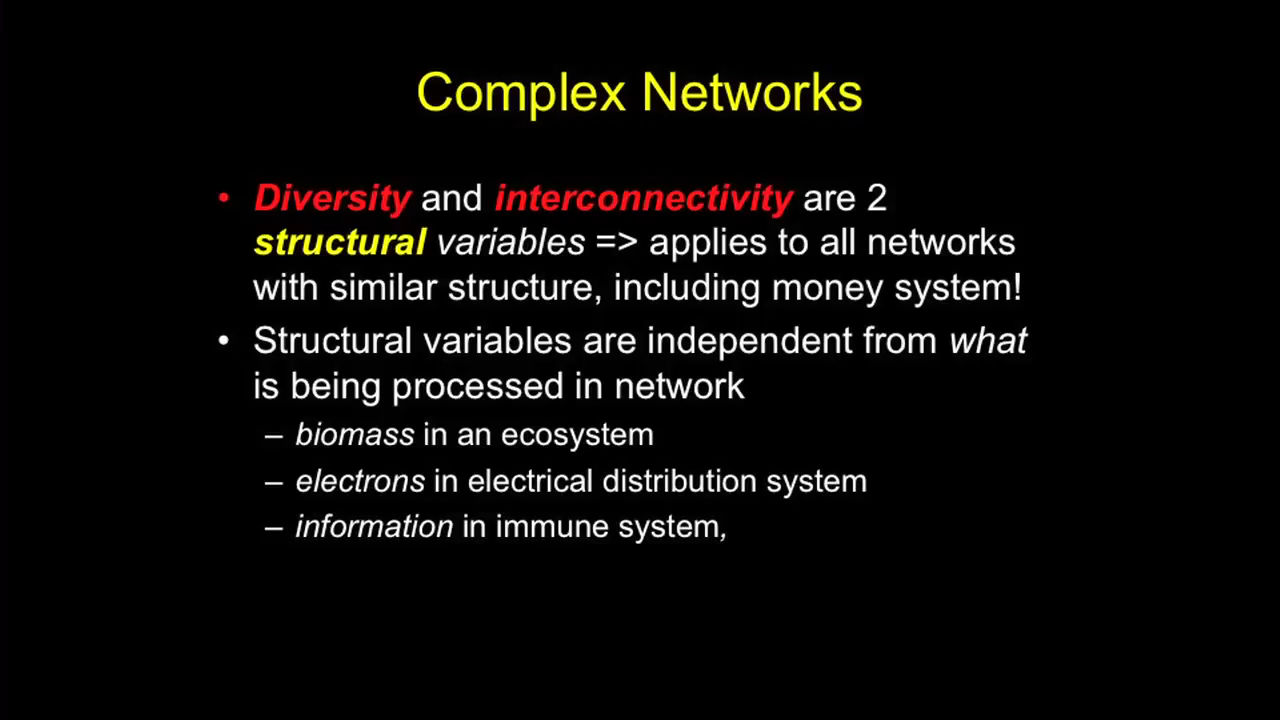 Complex Networks
• Diversity and interconnectivity are 2
structural variables => applies to all networks
with similar structure, including money system!
• Structural variables are independent from what
is being processed in network
– biomass in an ecosystem
– electrons in electrical distribution system
– information in immune system,